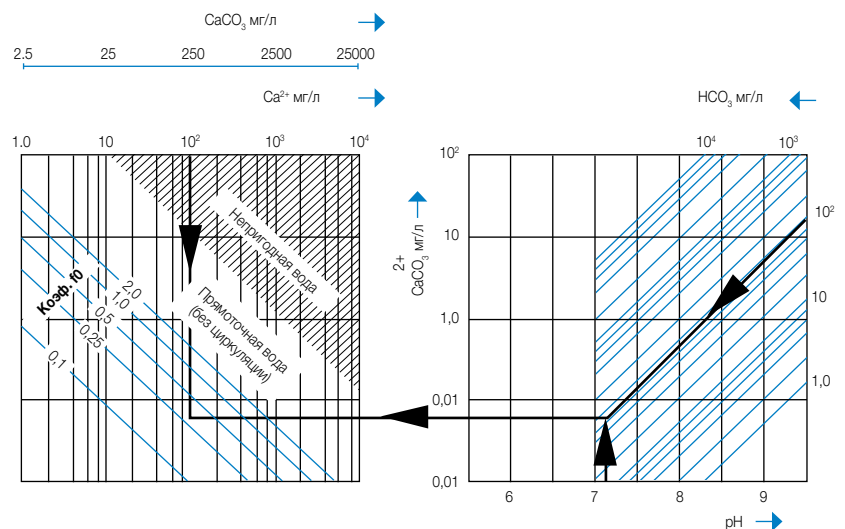 CaCO₃ мг/л
2.5 25 250 2500 25000
Ca²⁺ мг/л
HCO₃ мг/л
1.0 10 10² 10³ 10⁴
10⁴ 10³
10²
10
1,0
10²
10
1,0
0,01
0,01
2+
CaCO₃ мг/л
Непригодная вода
Прямоточная вода
(без циркуляции)
Коэф. f0
2.0
1,0
0,5
0,25
0,1
6 7 8 9
pH